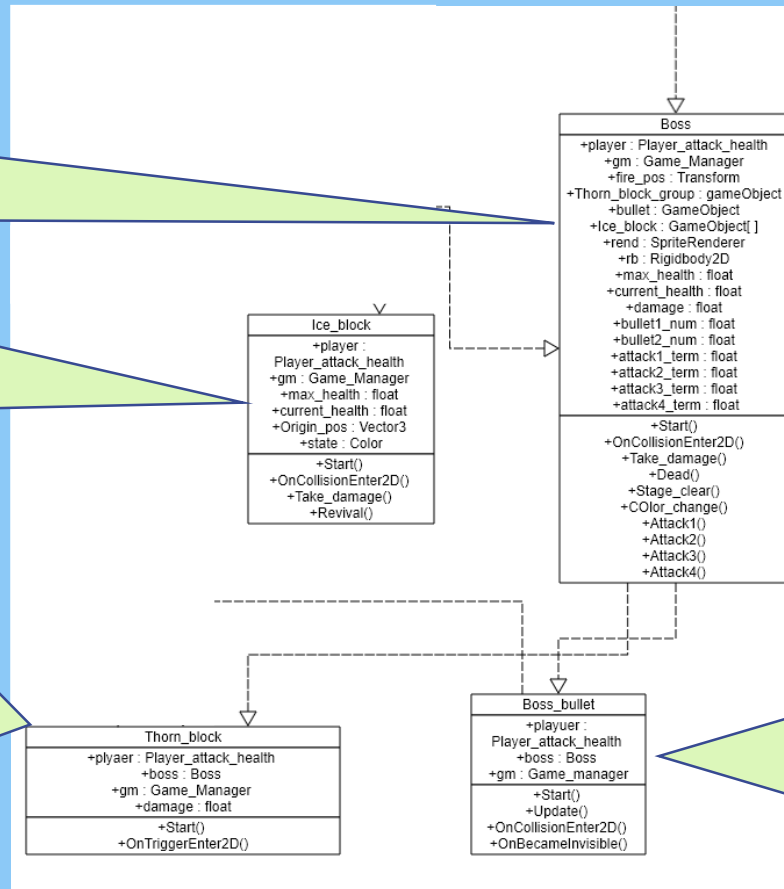 Boss
+player : Player_attack_health
+gm : Game_Manager
+fire_pos : Transform
+Thorn_block_group : gameObject
+bullet : GameObject
+Ice_block : GameObject[ ]
+rend : SpriteRenderer
+rb : Rigidbody2D
+max_health : float
+current_health : float
+damage : float
+bullet1_num : float
+bullet2_num : float
+attack1_term : float
+attack2_term : float
+attack3_term : float
+attack4_term : float
+Start()
+OnCollisionEnter2D()
+Take_damage()
+Dead()
+Stage_clear()
+COlor_change()
+Attack1()
+Attack2()
+Attack3()
+Attack4()
Ice_block
+player :
Player_attack_health
+gm : Game_Manager
+max_health : float
+current_health : float
+Origin_pos : Vector3
+state : Color
+Start()
+OnCollisionEnter2D()
+Take_damage()
+Revival()
Thorn_block
+plyaer : Player_attack_health
+boss : Boss
+gm : Game_Manager
+damage : float
+Start()
+OnTriggerEnter2D()
Boss_bullet
+playuer :
Player_attack_health
+boss : Boss
+gm : Game_manager
+Start()
+Update()
+OnCollisionEnter2D()
+OnBecameInvisible()